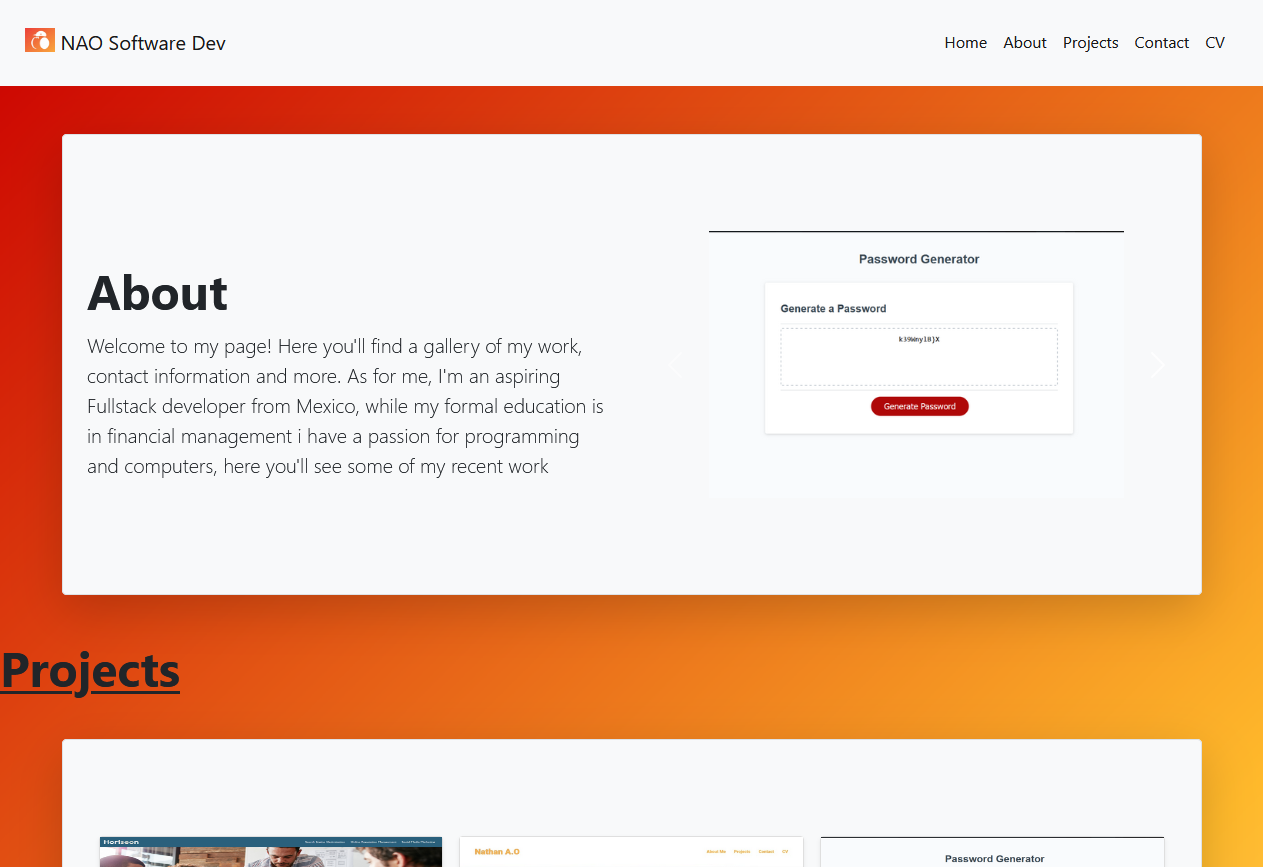 NAO Software Dev
Home About Projects Contact CV
About
Welcome to my page! Here you'll find a gallery of my work,
contact information and more. As for me, I'm an aspiring
Fullstack developer from Mexico, while my formal education is
in financial management i have a passion for programming
and computers, here you'll see some of my recent work
Password Generator
Generate a Password
Generate Password
Projects
Horiseon
Nathan A.O
About Me Projects Contact CV
Password Generator